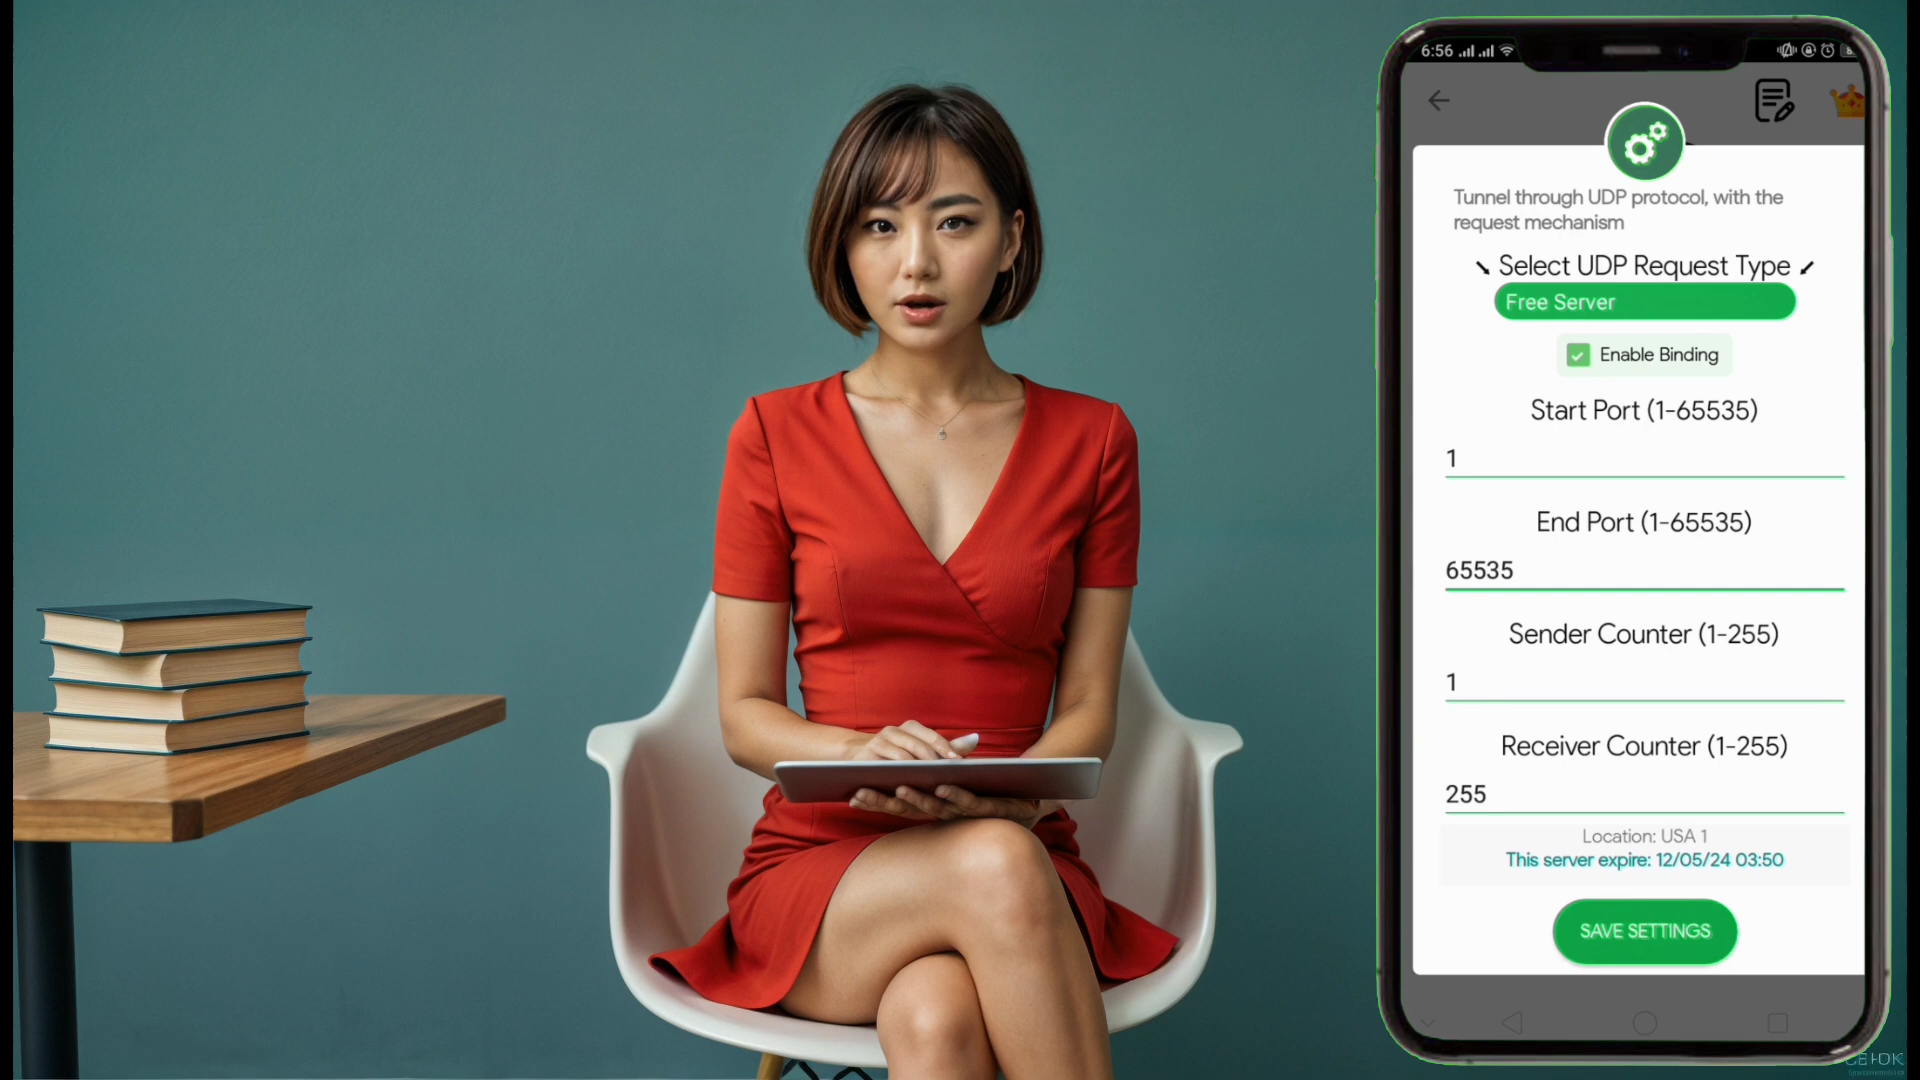 6:56
Tunnel through UDP protocol, with the
request mechanism
Select UDP Request Type
Free Server
Enable Binding
Start Port (1-65535)
1
End Port (1-65535)
65535
Sender Counter (1-255)
1
Receiver Counter (1-255)
255
Location: USA 1
This server expire: 12/05/24 03:50
SAVE SETTINGS